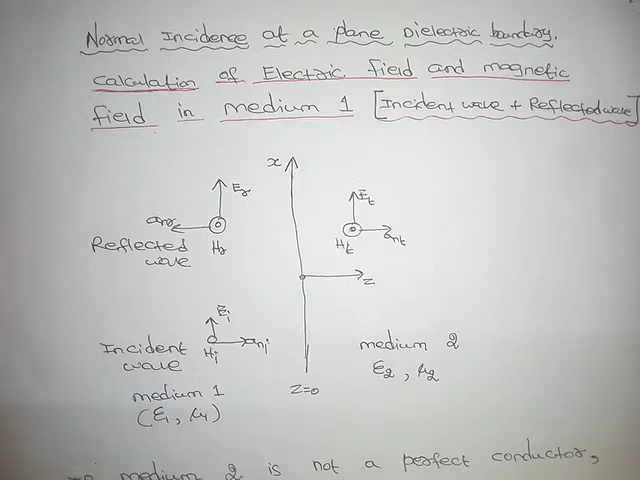 Normal Incidence at a plane Dielectric boundary.
Calculation of Electric field and magnetic
field in medium 1 [Incident wave + Reflected wave]
x
Er
anr
Hr
Reflected
wave
Et
ant
Ht
z
Ei
ani
Hi
Incident
wave
medium 1
(ε1, μ1)
z=0
medium 2
ε2, μ2
medium 2 is not a perfect conductor,